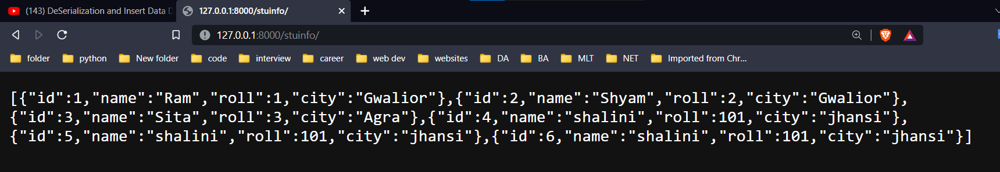 (143) DeSerialization and Insert Data D
127.0.0.1:8000/stuinfo/
127.0.0.1:8000/stuinfo/
folder python New folder code interview career web dev websites DA BA MLT NET Imported from Chr...
[{"id":1,"name":"Ram","roll":1,"city":"Gwalior"},{"id":2,"name":"Shyam","roll":2,"city":"Gwalior"},
{"id":3,"name":"Sita","roll":3,"city":"Agra"},{"id":4,"name":"shalini","roll":101,"city":"jhansi"},
{"id":5,"name":"shalini","roll":101,"city":"jhansi"},{"id":6,"name":"shalini","roll":101,"city":"jhansi"}]